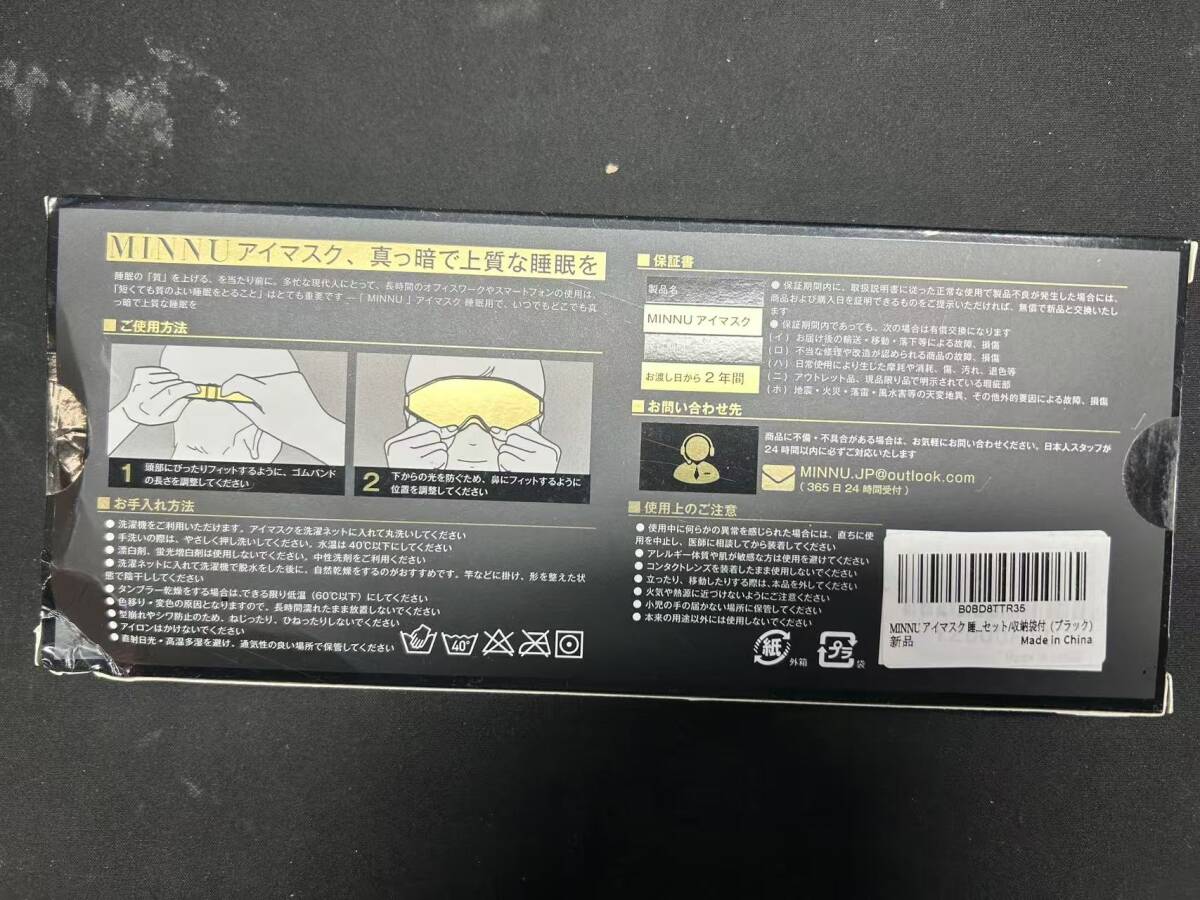 MINNU アイマスク、真っ暗で上質な睡眠を
睡眠の「質」を上げる、を当たり前に。多忙な現代人にとって、長時間のオフィスワークやスマートフォンの使用は、
「短くても質のよい睡眠をとること」はとても重要です―「 MINNU 」アイマスク 睡眠用で、いつでもどこでも真
っ暗で上質な睡眠を
ご使用方法
1 頭部にぴったりフィットするように、ゴムバンド
の長さを調整してください
2 下からの光を防ぐため、鼻にフィットするように
位置を調整してください
お手入れ方法
● 洗濯機をご利用いただけます。アイマスクを洗濯ネットに入れて丸洗いしてください
● 手洗いの際は、やさしく押し洗いしてください。水温は40℃以下にしてください
● 漂白剤、蛍光増白剤は使用しないでください。中性洗剤をご利用ください
● 洗濯ネットに入れて洗濯機で脱水をした後に、自然乾燥をするのがおすすめです。竿などに掛け、形を整えた状
態で陰干ししてください
● タンブラー乾燥をする場合は、できる限り低温（60℃以下）にしてください
● 色移り・変色の原因となりますので、長時間濡れたまま放置しないでください
● 型崩れやシワ防止のため、ねじったり、ひねったりしないでください
● アイロンはかけないでください
● 直射日光・高温多湿を避け、通気性の良い場所で保管してください
40°
保証書
製品名
MINNU アイマスク
お渡し日から 2 年間
● 保証期間内に、取扱説明書に従った正常な使用で製品不良が発生した場合には、
商品および購入日を証明できるものをご提示いただければ、無償で新品と交換いたし
ます
● 保証期間内であっても、次の場合は有償交換になります
（イ）お届け後の輸送・移動・落下等による故障、損傷
（ロ）不当な修理や改造が認められる商品の故障、損傷
（ハ）日常使用により生じた摩耗や消耗、傷、汚れ、退色等
（ニ）アウトレット品、現品限り品で明示されている瑕疵部
（ホ）地震・火災・落雷・風水害等の天変地異、その他外的要因による故障、損傷
お問い合わせ先
商品に不備・不具合がある場合は、お気軽にお問い合わせください。日本人スタッフが
24時間以内に必ずご対応いたします
MINNU.JP@outlook.com
（365日24時間受付）
使用上のご注意
● 使用中に何らかの異常を感じられた場合には、直ちに使
用を中止し、医師に相談してから装着してください
● アレルギー体質や肌が敏感な方は使用を避けてください
● コンタクトレンズを装着したまま使用しないでください
● 立ったり、移動したりする際は、本品を外してください
● 火気や熱源に近づけないようにご注意ください
● 小児の手の届かない場所に保管してください
● 本来の用途以外には使用しないでください
紙 外箱
プラ 袋
B0BD8TTR35
MINNU アイマスク 睡...セット/収納袋付（ブラック）
新品
Made in China